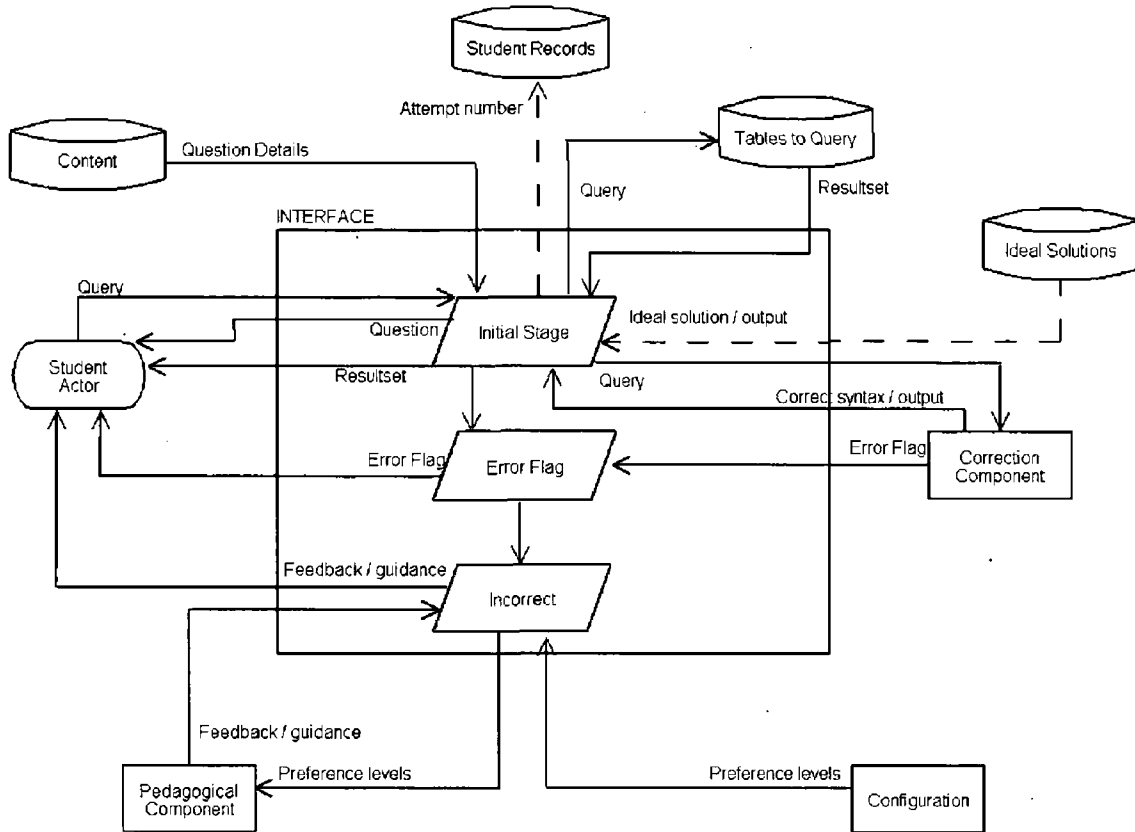 Student Records
Attempt number
Tables to Query
Content
Question Details
Query
Resultset
INTERFACE
Ideal Solutions
Query
Question
Initial Stage
Ideal solution / output
Student
Actor
Resultset
Query
Correct syntax / output
Error Flag
Error Flag
Error Flag
Correction
Component
Feedback / guidance
Incorrect
Feedback / guidance
Preference levels
Preference levels
Pedagogical
Component
Configuration